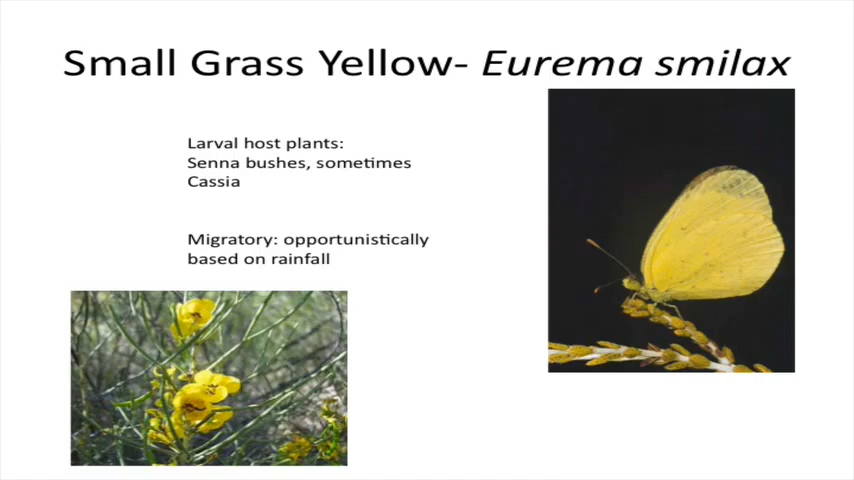 Small Grass Yellow- Eurema smilax
Larval host plants:
Senna bushes, sometimes
Cassia
Migratory: opportunistically
based on rainfall